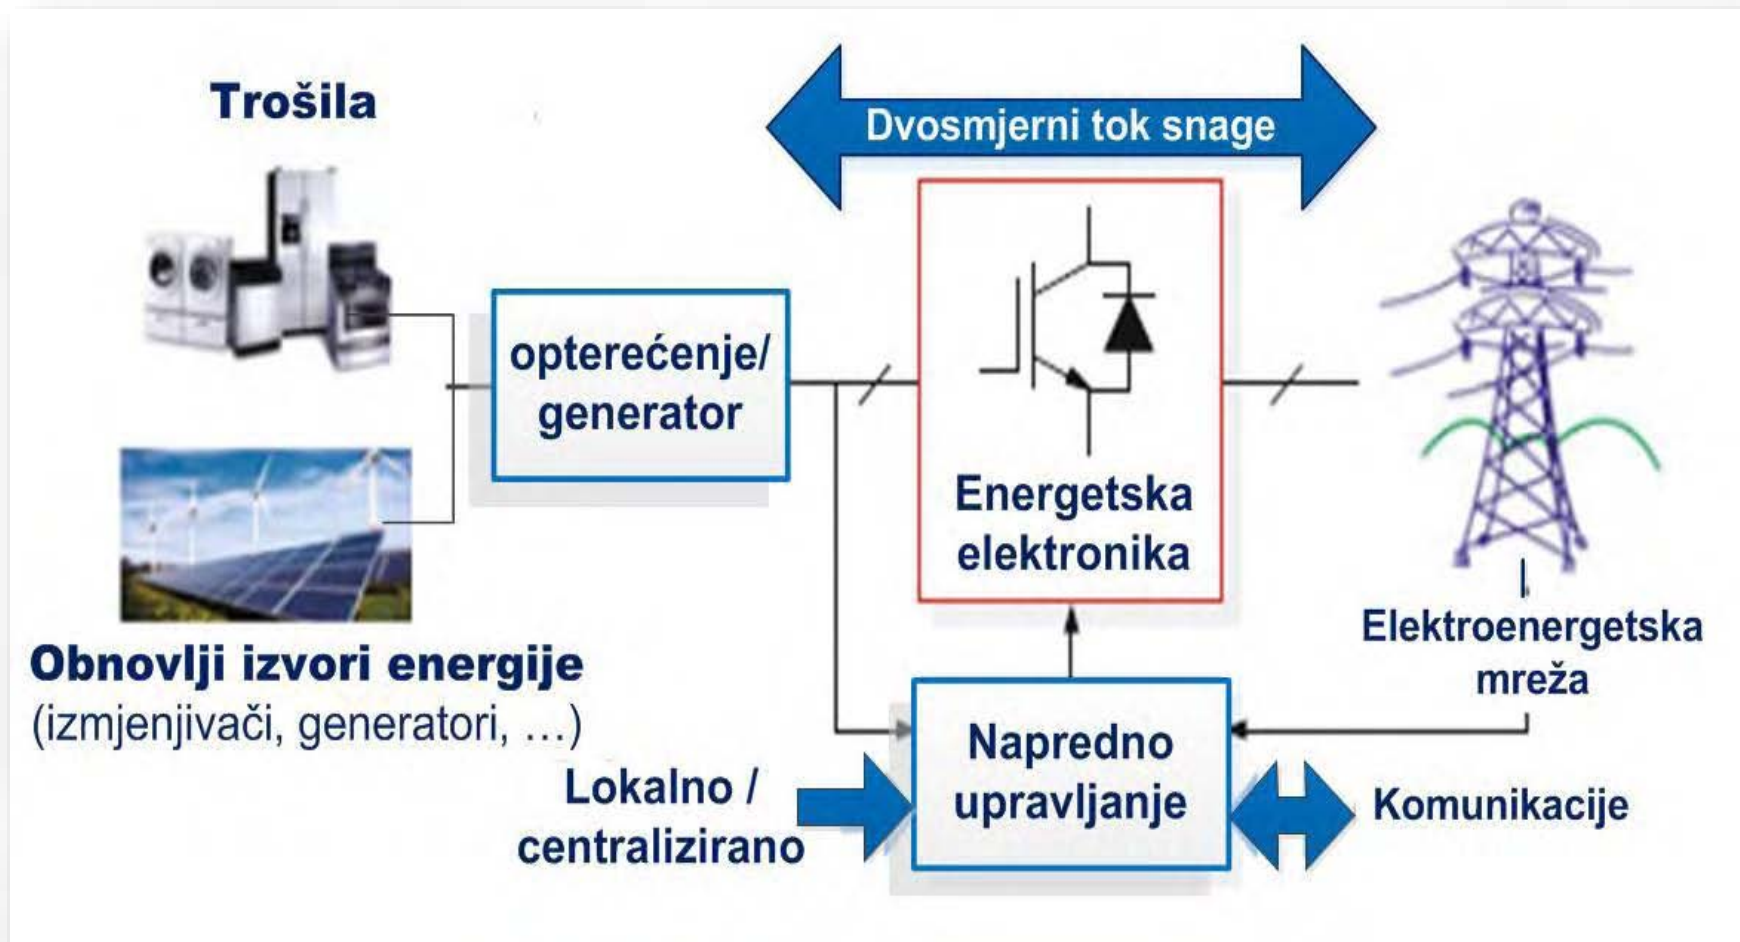 Trošila
Dvosmjerni tok snage
opterećenje/
generator
Energetska
elektronika
Elektroenergetska
mreža
Obnovlji izvori energije
(izmjenjivači, generatori, ...)
Lokalno /
centralizirano
Napredno
upravljanje
Komunikacije